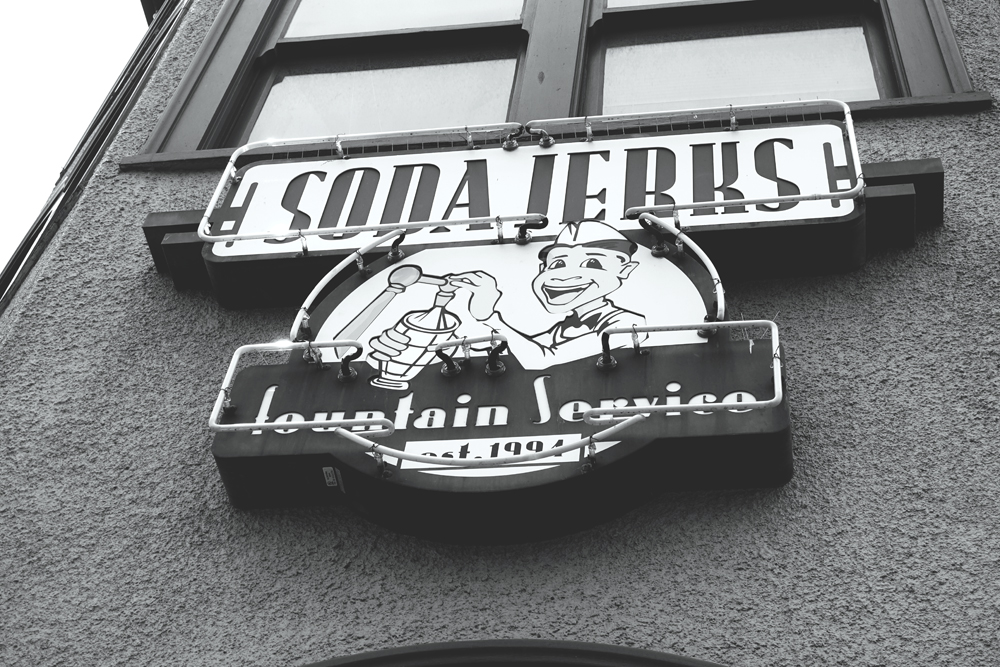 SODA JERKS
fountain Service
est. 1994